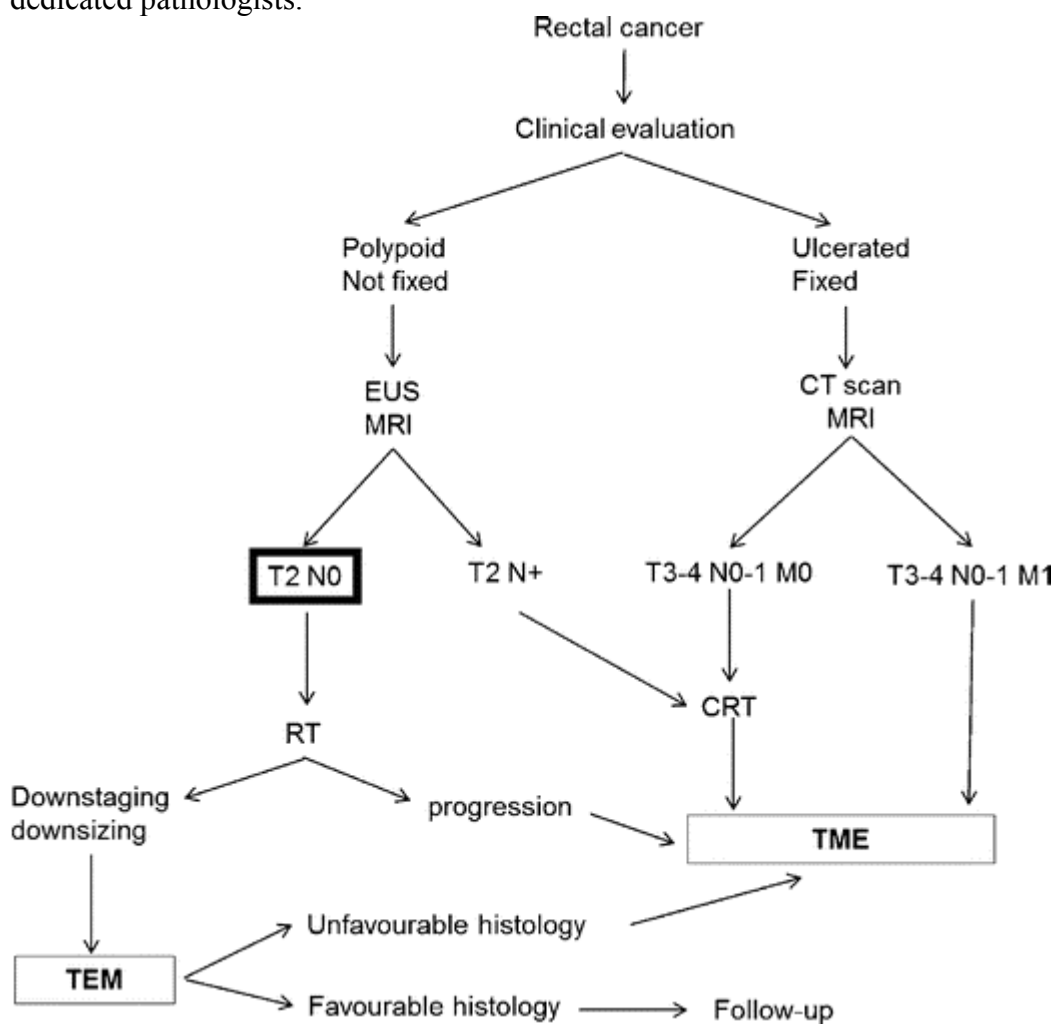 dedicated pathologists.
Rectal cancer
Clinical evaluation
Polypoid
Not fixed
Ulcerated
Fixed
EUS
MRI
CT scan
MRI
T2 N0
T2 N+
T3-4 N0-1 M0
T3-4 N0-1 M1
CRT
RT
Downstaging
downsizing
progression
TME
Unfavourable histology
TEM
Favourable histology
Follow-up